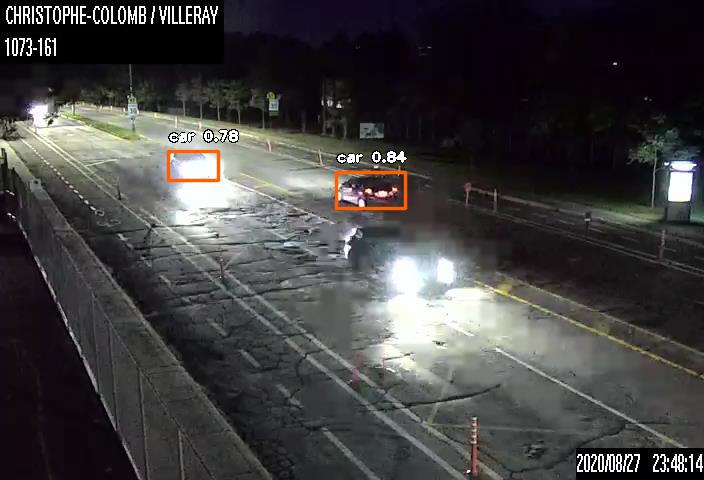 CHRISTOPHE-COLOMB / VILLERAY
1073-161
car 0.78
car 0.84
2020/08/27 23:48:14